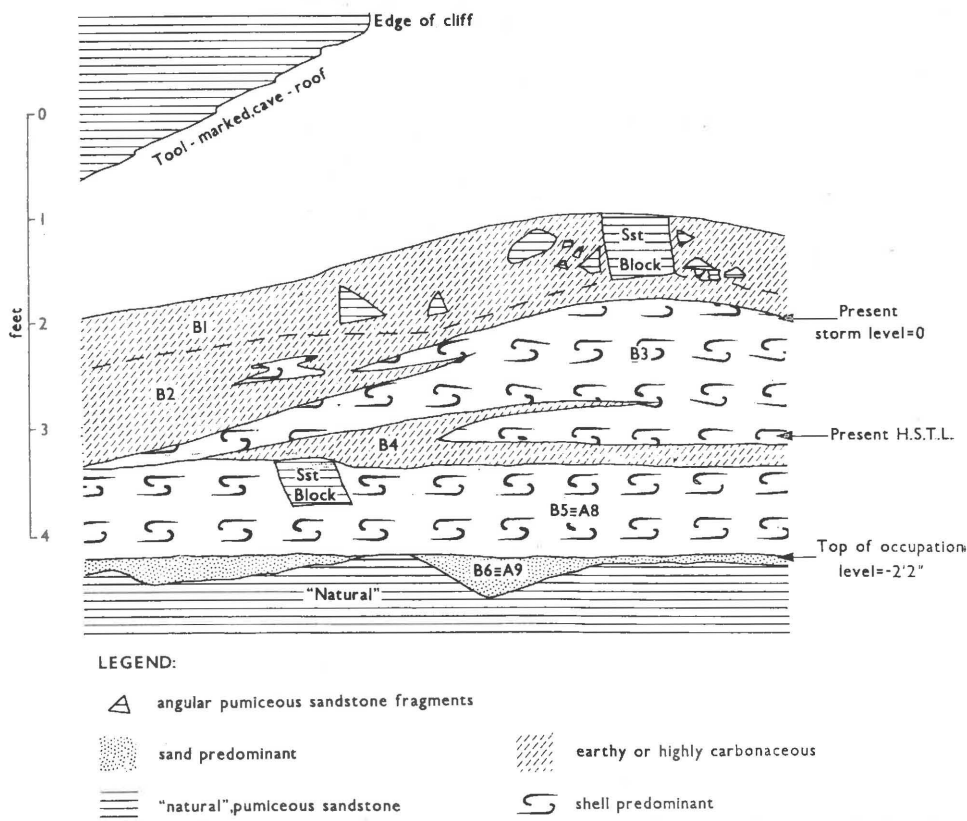 Edge of cliff
Tool - marked, cave - roof
0
1
2
3
4
feet
Sst
Block
B1
Present
storm level=0
B3
B2
Present H.S.T.L.
B4
Sst
Block
B5≡A8
Top of occupation
level=-2'2"
B6≡A9
"Natural"
LEGEND:
angular pumiceous sandstone fragments
sand predominant
earthy or highly carbonaceous
"natural", pumiceous sandstone
shell predominant